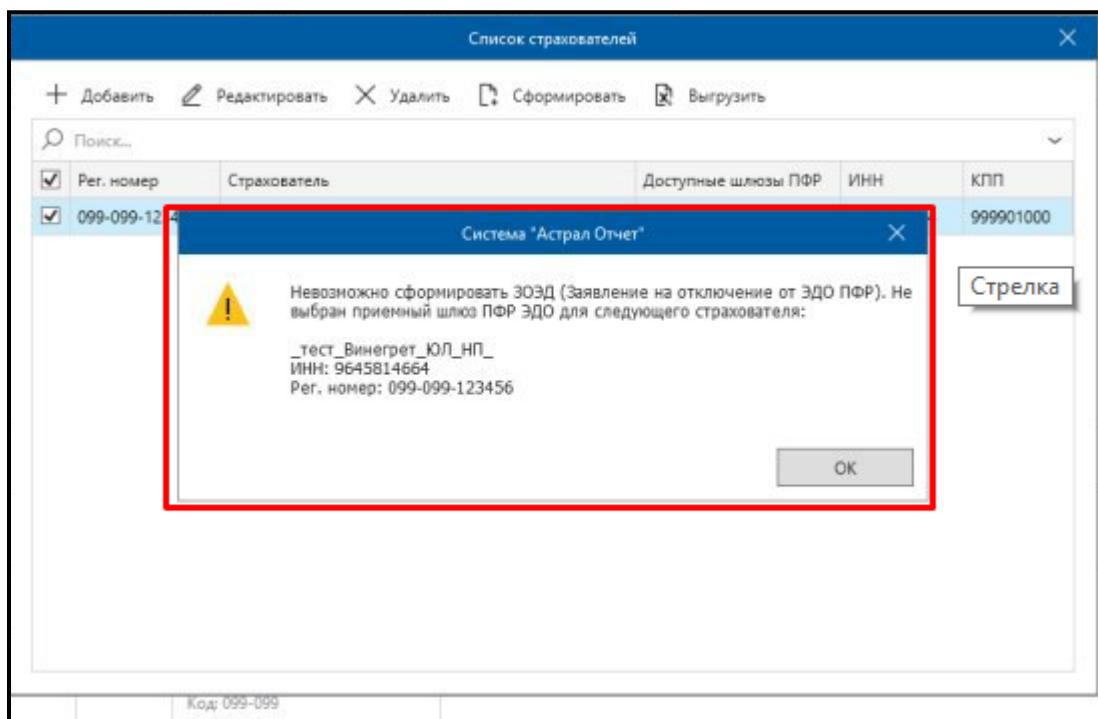 Список страхователей
Добавить Редактировать Удалить Сформировать Выгрузить
Поиск...
Рег. номер Страхователь Доступные шлюзы ПФР ИНН КПП
099-099-1234 999901000
Система "Астрал Отчет"
Невозможно сформировать ЗОЭД (Заявление на отключение от ЭДО ПФР). Не
выбран приемный шлюз ПФР ЭДО для следующего страхователя:
_тест_Винегрет_ЮЛ_НП_
ИНН: 9645814664
Рег. номер: 099-099-123456
OK
Стрелка
Код: 099-099